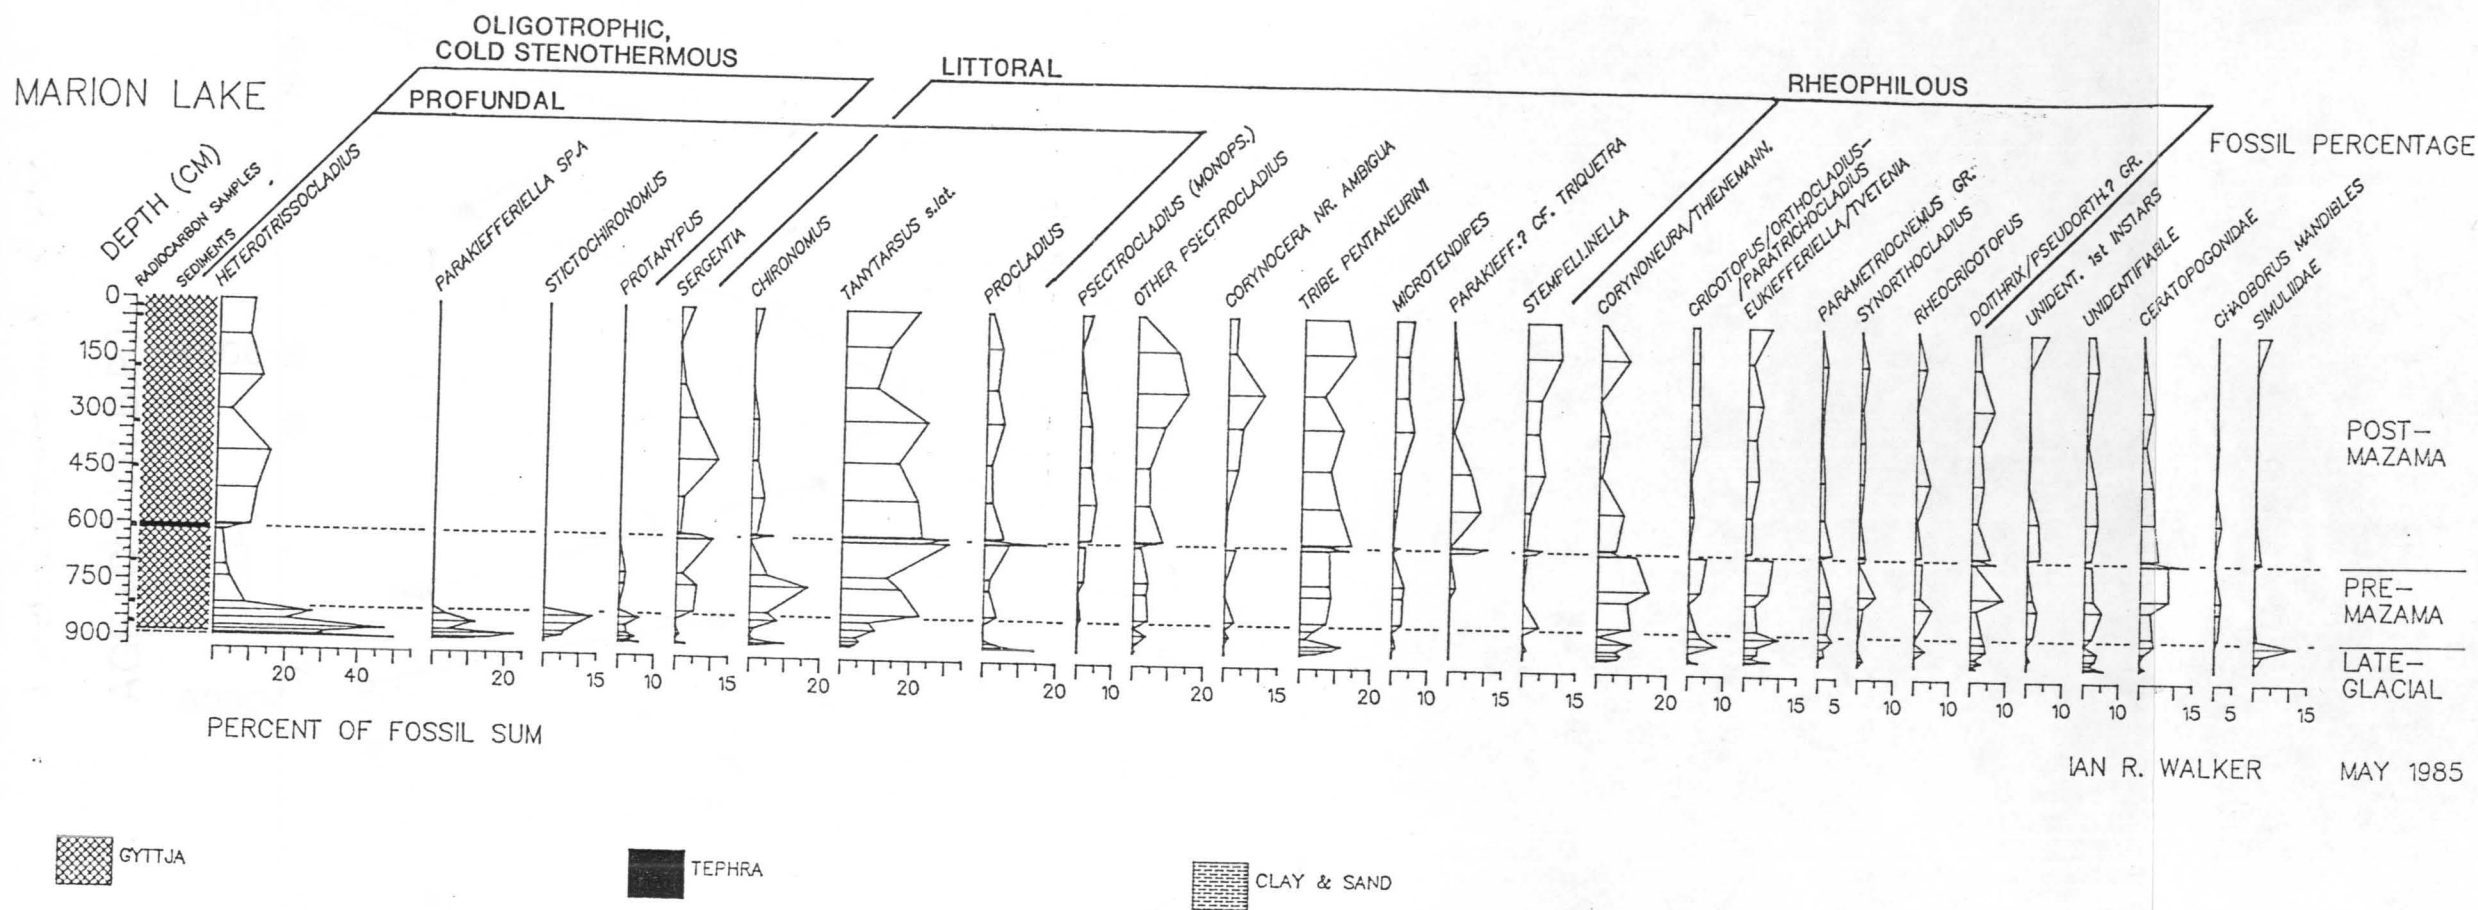 OLIGOTROPHIC,
COLD STENOTHERMOUS
LITTORAL
RHEOPHILOUS
MARION LAKE
PROFUNDAL
FOSSIL PERCENTAGE
DEPTH (CM)
RADIOCARBON SAMPLES
SEDIMENTS
HETEROTRISSOCLADIUS
PARAKIEFFERIELLA SP.A
STICTOCHIRONOMUS
PROTANYPUS
SERGENTIA
CHIRONOMUS
TANYTARSUS s.lat.
PROCLADIUS
PSECTROCLADIUS (MONOPS.)
OTHER PSECTROCLADIUS
CORYNOCERA NR. AMBIGUA
TRIBE PENTANEURINI
MICROTENDIPES
PARAKIEFF.? CF. TRIQUETRA
STEMPELLINELLA
CORYNONEURA/THIENEMANN.
CRICOTOPUS/ORTHOCLADIUS-
/PARATRICHOCLADIUS
EUKIEFFERIELLA/TVETENIA
PARAMETRIOCNEMUS GR.
SYNORTHOCLADIUS
RHEOCRICOTOPUS
DOITHRIX/PSEUDORTH.? GR.
UNIDENT. 1st INSTARS
UNIDENTIFIABLE
CERATOPOGONIDAE
CHAOBORUS MANDIBLES
SIMULIIDAE
0
150
300
450
600
750
900
POST-
MAZAMA
PRE-
MAZAMA
LATE-
GLACIAL
20 40 20 15 10 15 20 20 20 10 20 15 20 10 15 15 20 10 15 5 10 10 10 10 10 15 5 15
PERCENT OF FOSSIL SUM
IAN R. WALKER MAY 1985
GYTTJA
TEPHRA
CLAY & SAND